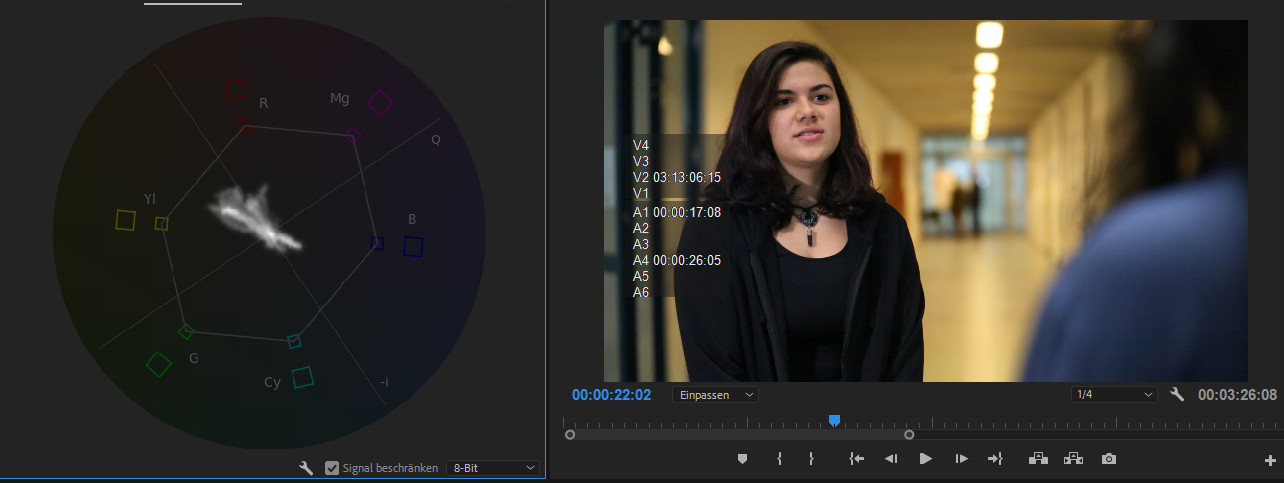 R
Mg
Q
Yl
B
G
Cy
-i
Signal beschränken
8-Bit
V4
V3
V2 03:13:06:15
V1
A1 00:00:17:08
A2
A3
A4 00:00:26:05
A5
A6
00:00:22:02
Einpassen
1/4
00:03:26:08